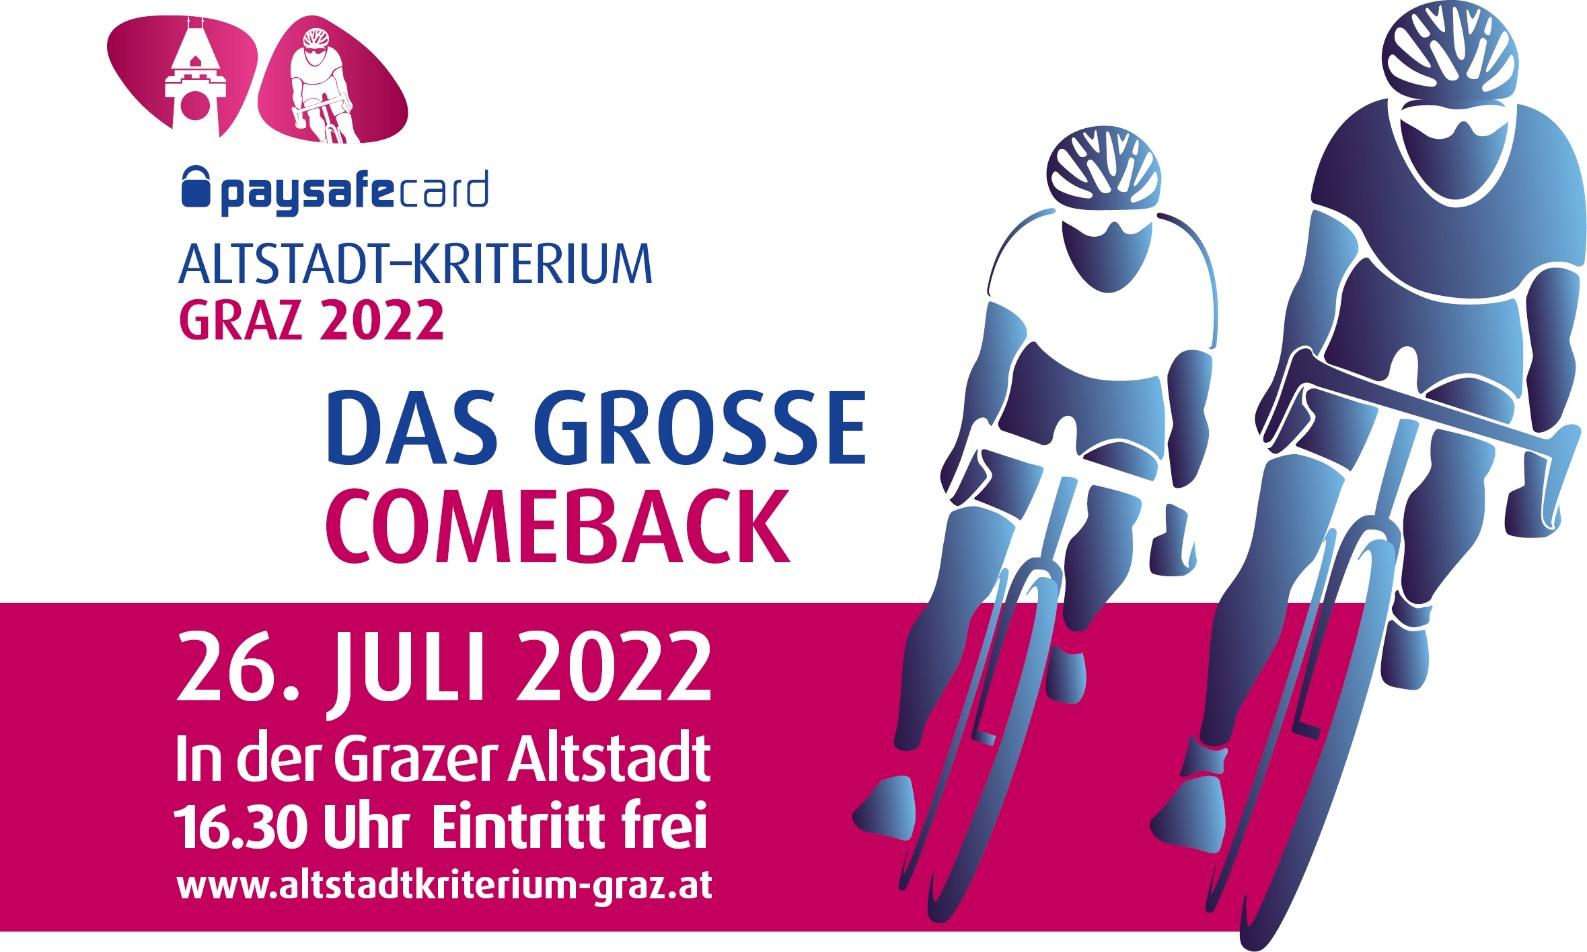 paysafecard
ALTSTADT–KRITERIUM
GRAZ 2022
DAS GROSSE
COMEBACK
26. JULI 2022
In der Grazer Altstadt
16.30 Uhr Eintritt frei
www.altstadtkriterium-graz.at